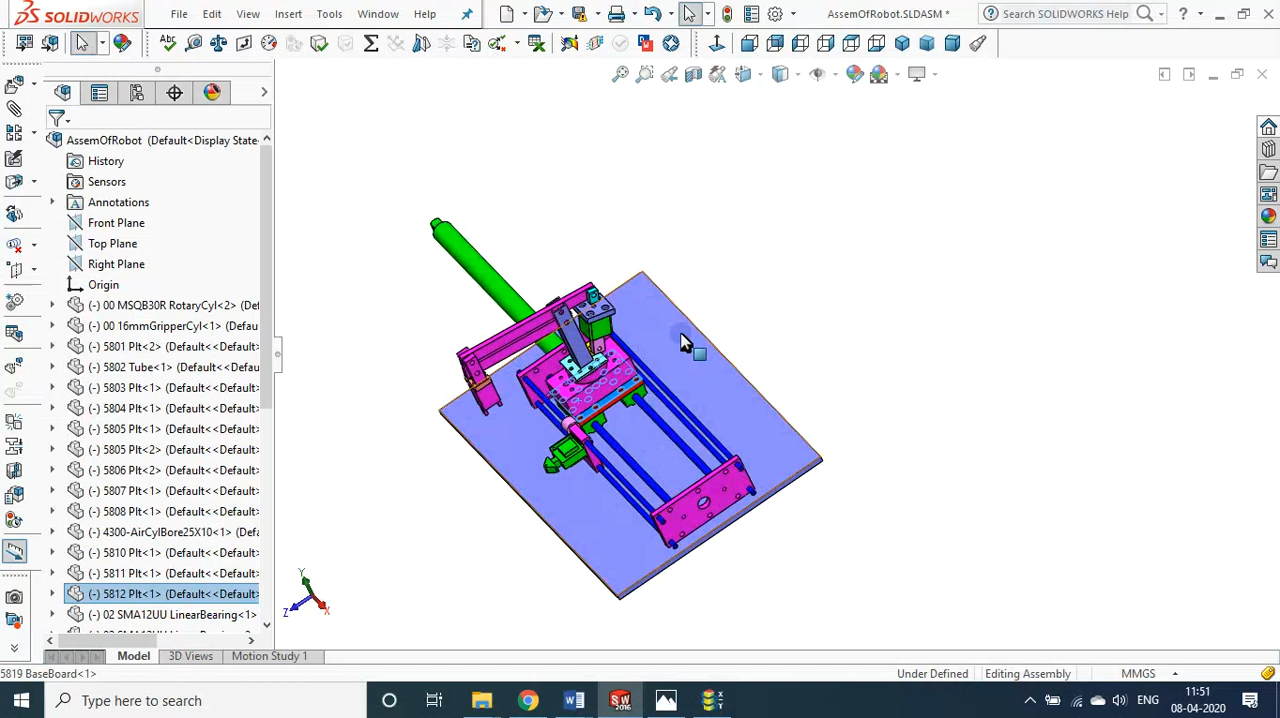 SOLIDWORKS File Edit View Insert Tools Toolbox Window Help AssemOfRobot.SLDASM * Search SOLIDWORKS Help ?
AssemOfRobot (Default<Display State-
History
Sensors
Annotations
Front Plane
Top Plane
Right Plane
Origin
(-) 00 MSQB30R RotaryCyl<2> (Def
(-) 00 16mmGripperCyl<1> (Defau
(-) 5801 Plt<2> (Default<<Default>
(-) 5802 Tube<1> (Default<<Defau
(-) 5803 Plt<1> (Default<<Default>
(-) 5804 Plt<1> (Default<<Default>
(-) 5805 Plt<1> (Default<<Default>
(-) 5805 Plt<2> (Default<<Default>
(-) 5806 Plt<2> (Default<<Default>
(-) 5807 Plt<1> (Default<<Default>
(-) 5808 Plt<1> (Default<<Default>
(-) 4300-AirCylBore25X10<1> (Defa
(-) 5810 Plt<1> (Default<<Default>
(-) 5811 Plt<1> (Default<<Default>
(-) 5812 Plt<1> (Default<<Default>
(-) 02 SMA12UU LinearBearing<1>
Y
Z
X
Model 3D Views Motion Study 1
5819 BaseBoard<1> Under Defined Editing Assembly MMGS
Type here to search
ENG
11:51
08-04-2020